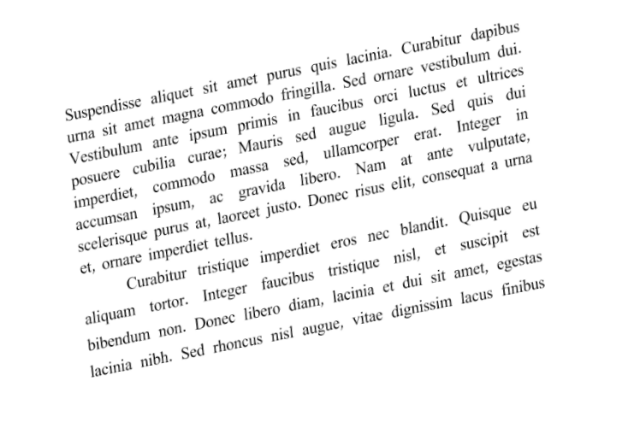 Suspendisse aliquet sit amet purus quis lacinia. Curabitur dapibus
urna sit amet magna commodo fringilla. Sed ornare vestibulum dui.
Vestibulum ante ipsum primis in faucibus orci luctus et ultrices
posuere cubilia curae; Mauris sed augue ligula. Sed quis dui
imperdiet, commodo massa sed, ullamcorper erat. Integer in
accumsan ipsum, ac gravida libero. Nam at ante vulputate,
scelerisque purus at, laoreet justo. Donec risus elit, consequat a urna
et, ornare imperdiet tellus.
Curabitur tristique imperdiet eros nec blandit. Quisque eu
aliquam tortor. Integer faucibus tristique nisl, et suscipit est
bibendum non. Donec libero diam, lacinia et dui sit amet, egestas
lacinia nibh. Sed rhoncus nisl augue, vitae dignissim lacus finibus